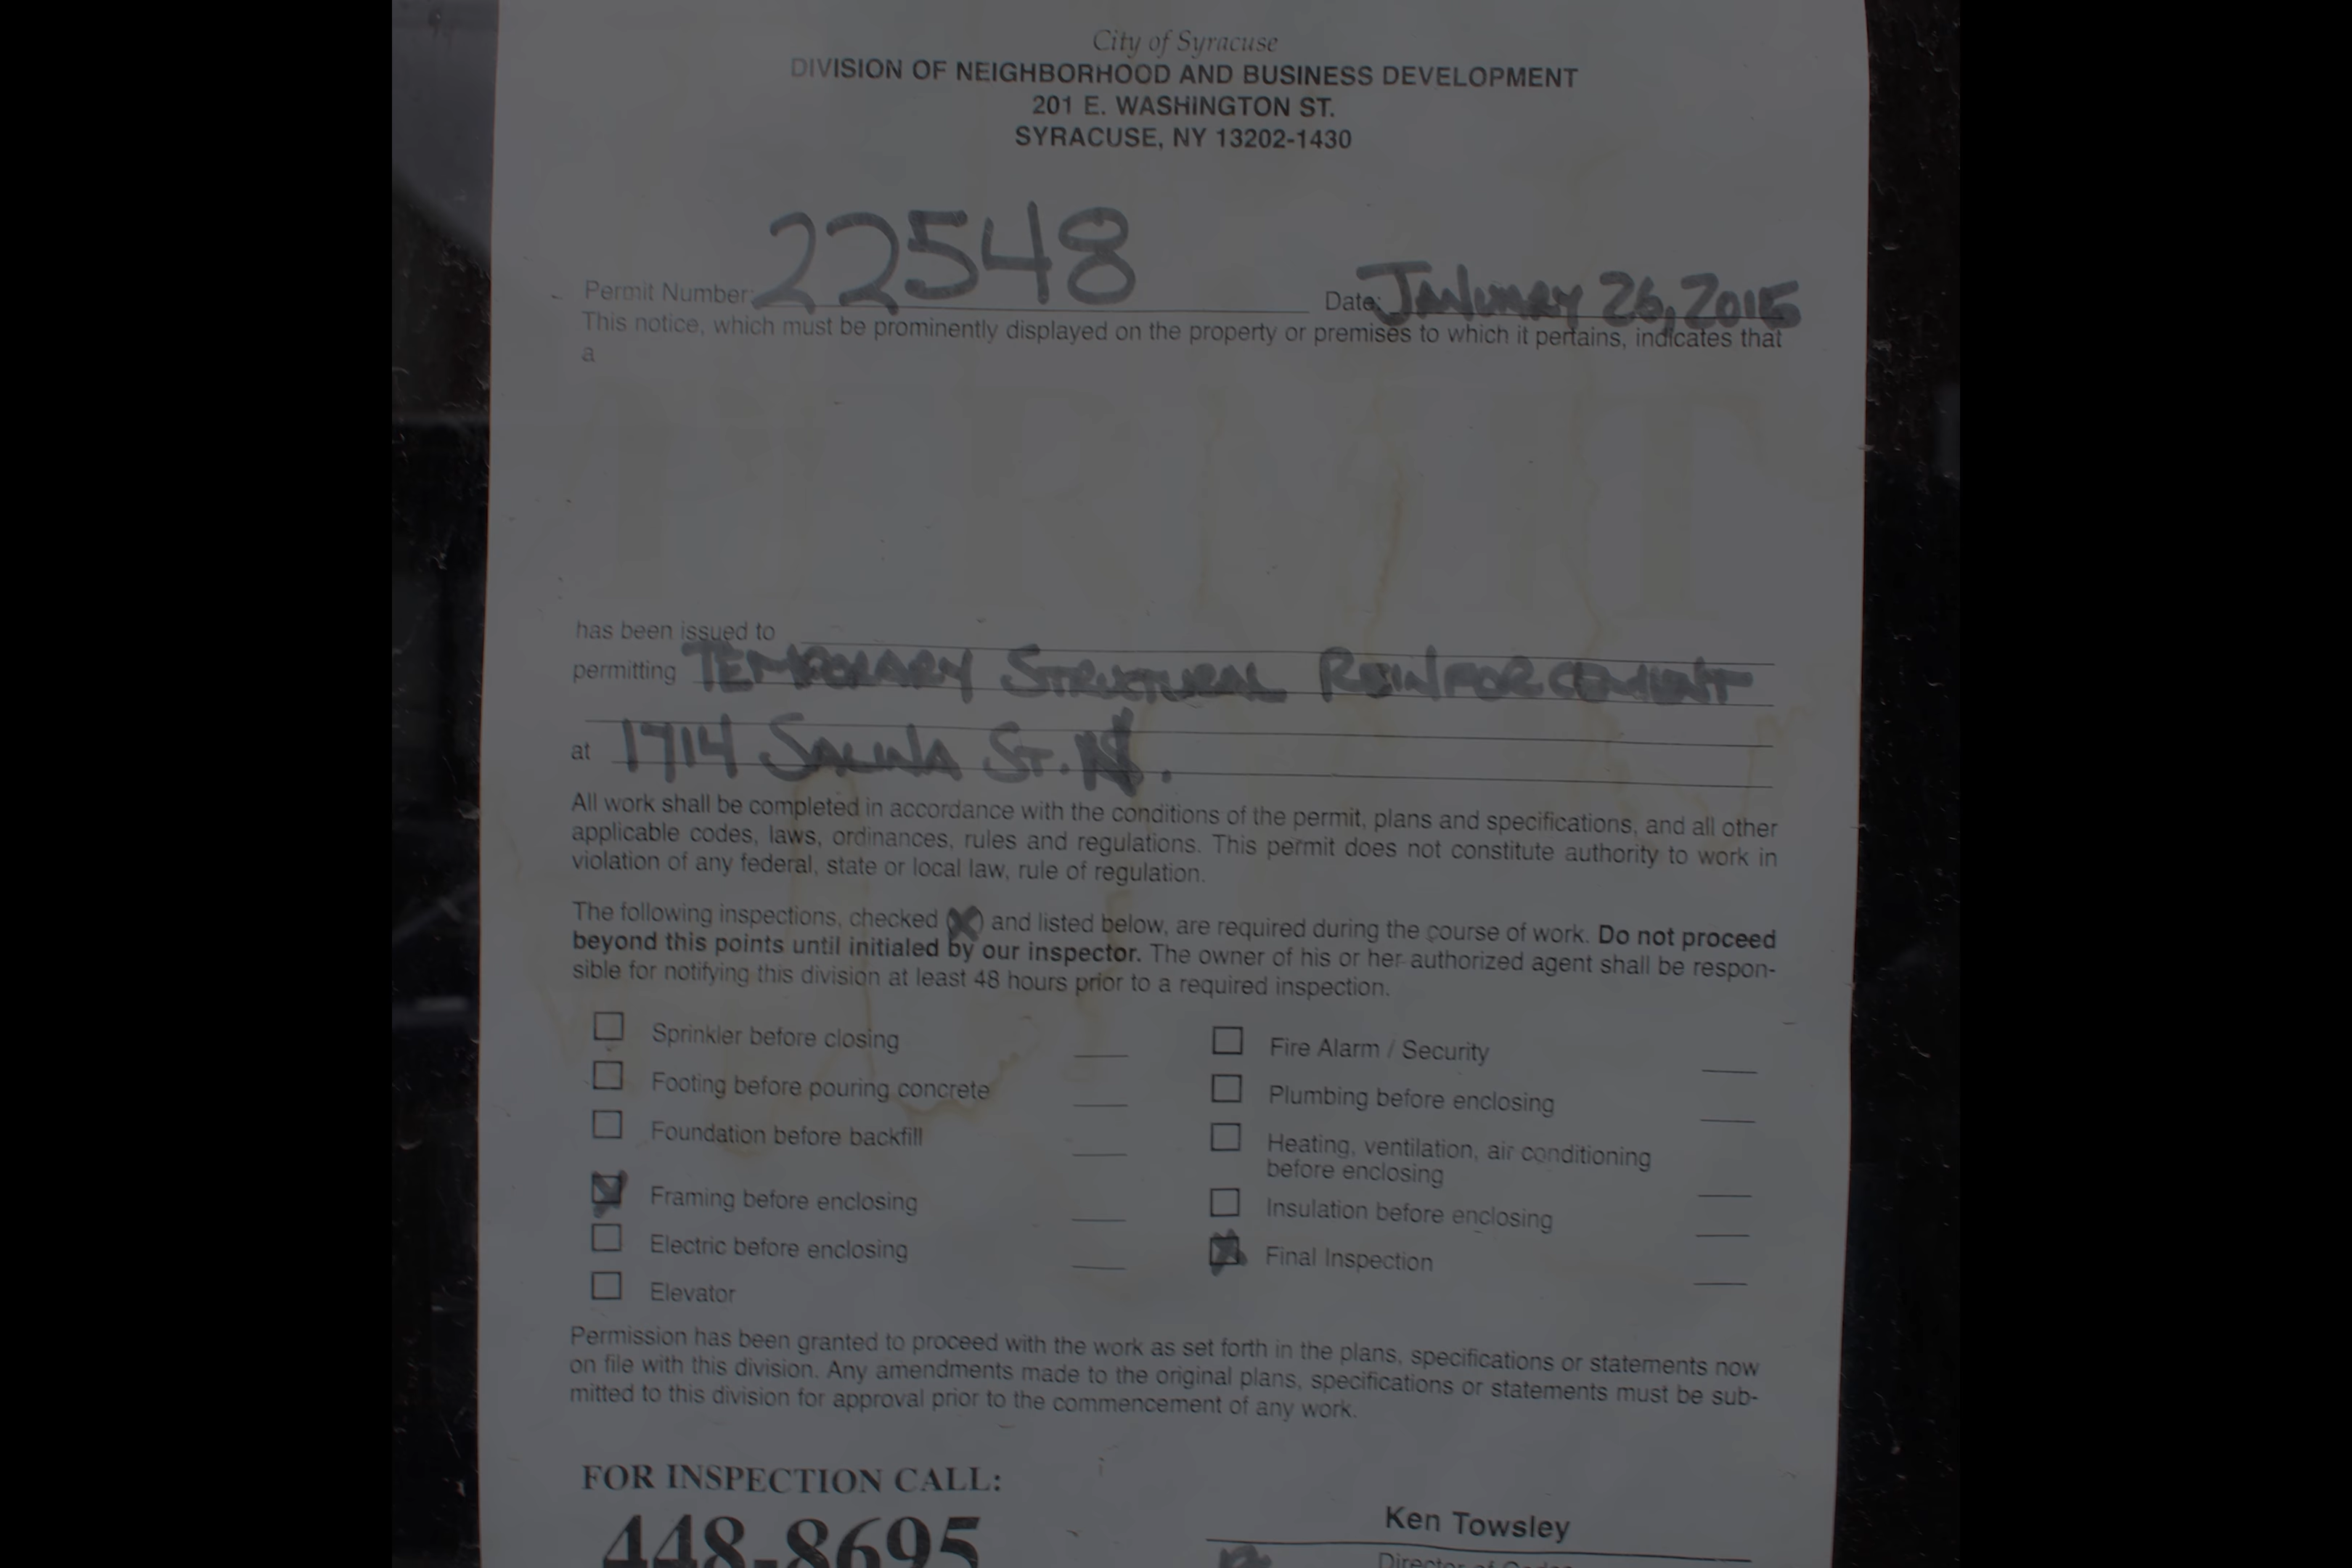 City of Syracuse
DIVISION OF NEIGHBORHOOD AND BUSINESS DEVELOPMENT
201 E. WASHINGTON ST.
SYRACUSE, NY 13202-1430
Permit Number: 22548 Date: JANUARY 26, 2015
This notice, which must be prominently displayed on the property or premises to which it pertains, indicates that
a
has been issued to
permitting TEMPORARY STRUCTURAL REINFORCEMENT
at 1714 SALINA ST. N.
All work shall be completed in accordance with the conditions of the permit, plans and specifications, and all other
applicable codes, laws, ordinances, rules and regulations. This permit does not constitute authority to work in
violation of any federal, state or local law, rule of regulation.
The following inspections, checked (X) and listed below, are required during the course of work. Do not proceed
beyond this points until initialed by our inspector. The owner of his or her authorized agent shall be respon-
sible for notifying this division at least 48 hours prior to a required inspection.
Sprinkler before closing
Footing before pouring concrete
Foundation before backfill
Framing before enclosing
Electric before enclosing
Elevator
Fire Alarm / Security
Plumbing before enclosing
Heating, ventilation, air conditioning
before enclosing
Insulation before enclosing
Final Inspection
Permission has been granted to proceed with the work as set forth in the plans, specifications or statements now
on file with this division. Any amendments made to the original plans, specifications or statements must be sub-
mitted to this division for approval prior to the commencement of any work.
FOR INSPECTION CALL:
448-8695
Ken Towsley
Director of Codes